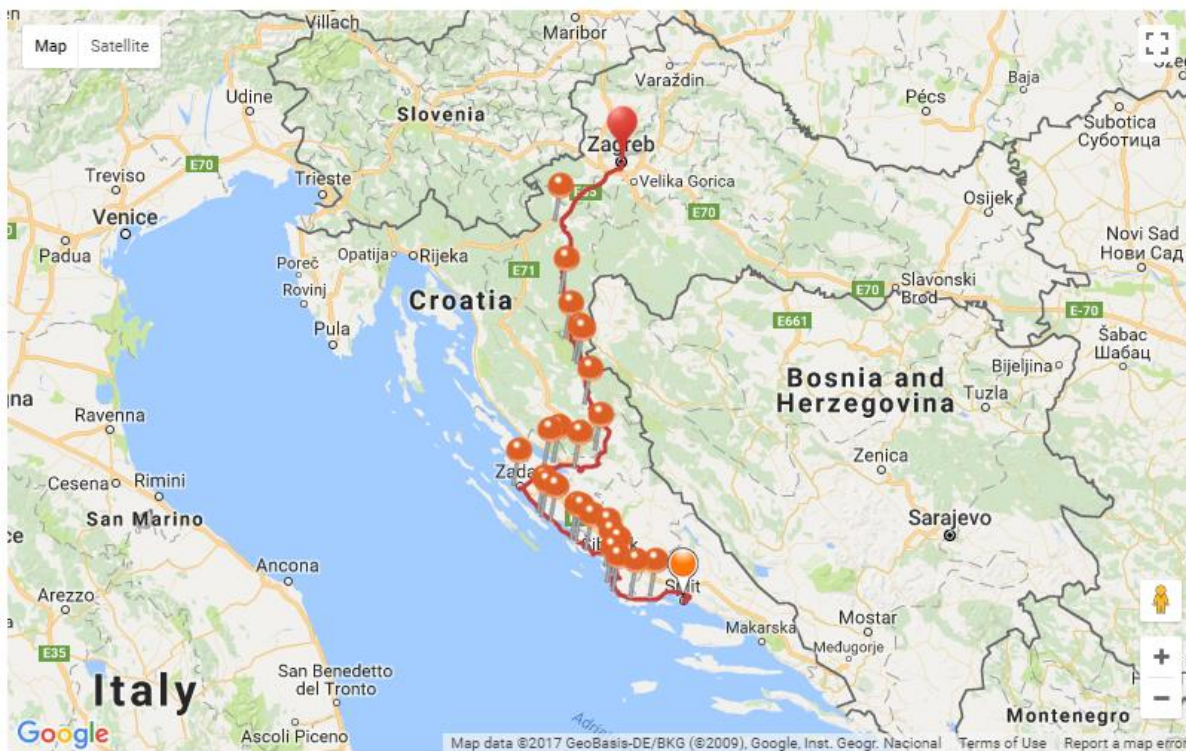 Map
Satellite
Villach
Maribor
Varaždin
Udine
Slovenia
Pécs
Baja
Subotica
Суботица
Zagreb
E70
Treviso
Trieste
Velika Gorica
Osijek
Venice
Padua
E70
Novi Sad
Нови Сад
Opatija
Rijeka
Poreč
Rovinj
E71
Slavonski
Brod
E70
E-70
Croatia
Pula
E661
Šabac
Шабац
Bosnia and
Herzegovina
Bijeljina
Tuzla
Ravenna
Zenica
Cesena
Rimini
San Marino
Sarajevo
Ancona
Split
Arezzo
Makarska
Mostar
Međugorje
E35
San Benedetto
del Tronto
Italy
Ascoli Piceno
Montenegro
Google
Map data ©2017 GeoBasis-DE/BKG (©2009), Google, Inst. Geogr. Nacional
Terms of Use
Report a map error